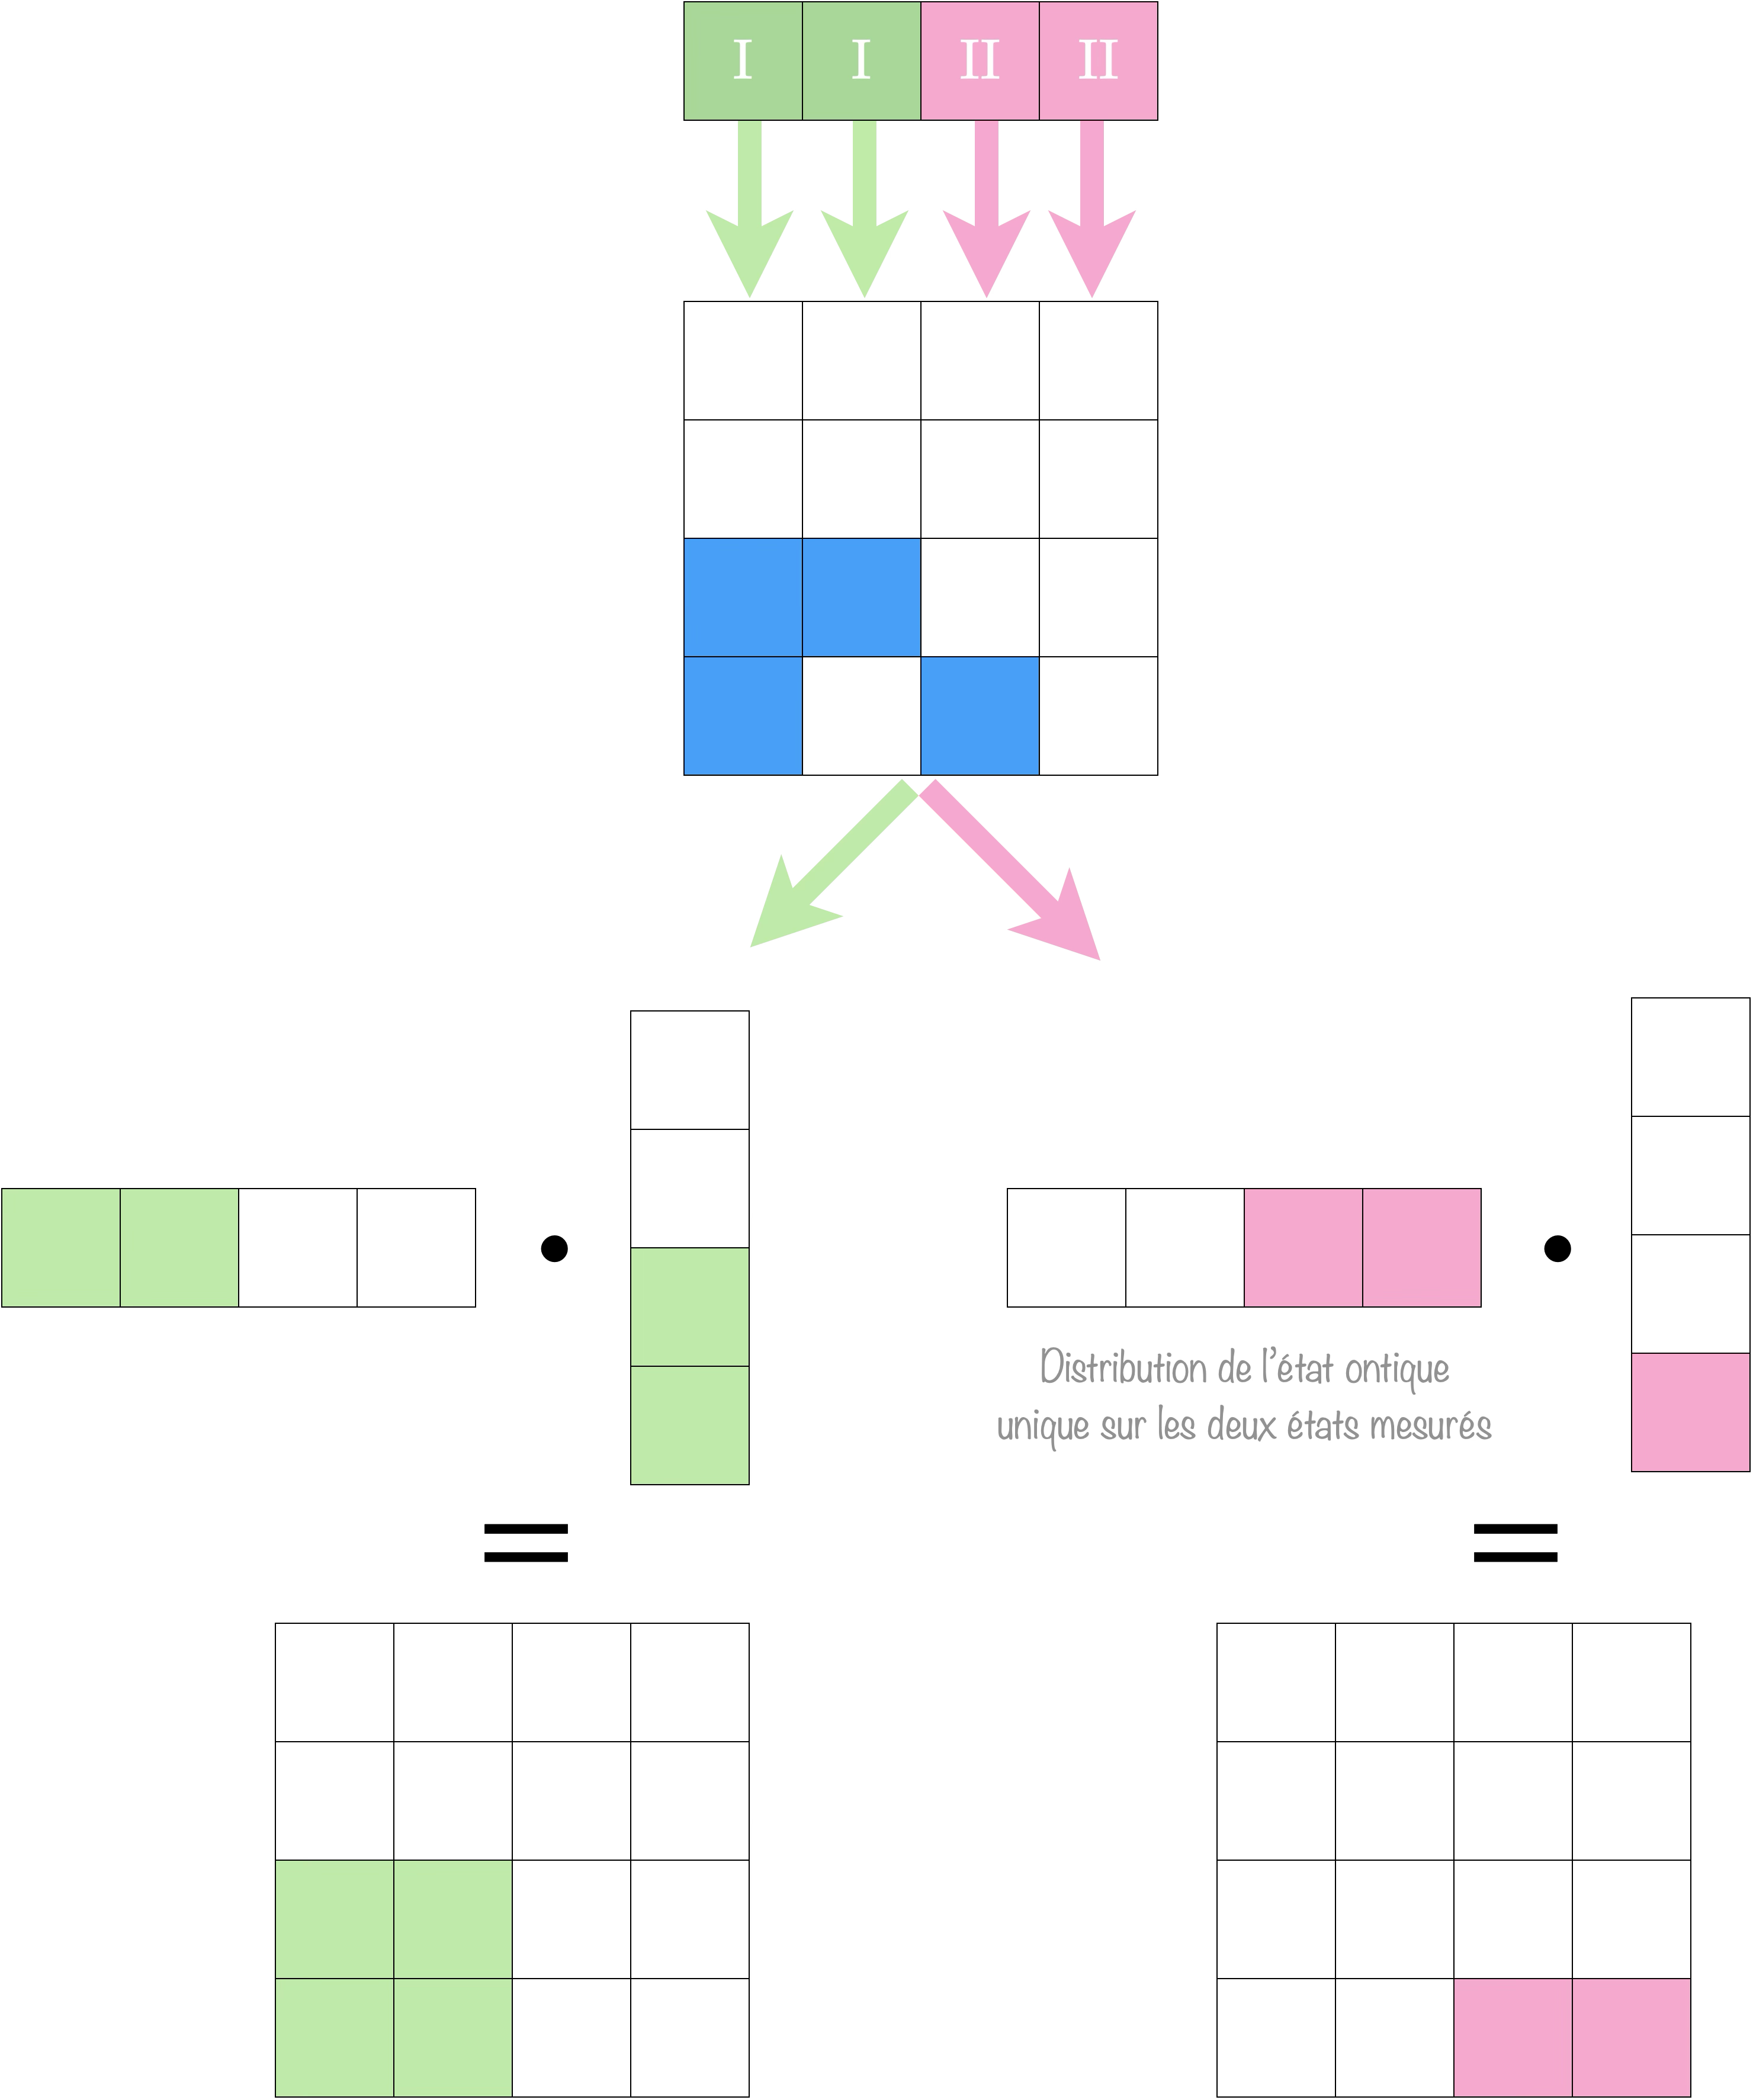 I I II II
Distribution de l'état ontique
unique sur les deux états mesurés